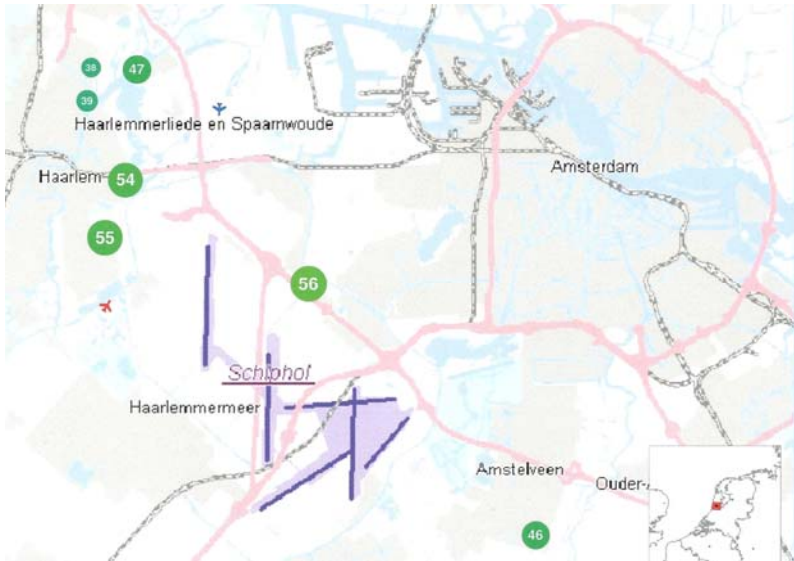 38
47
39
Haarlemmerliede en Spaarnwoude
Haarlem
54
Amsterdam
55
56
Schiphol
Haarlemmermeer
Amstelveen
Ouder-
46